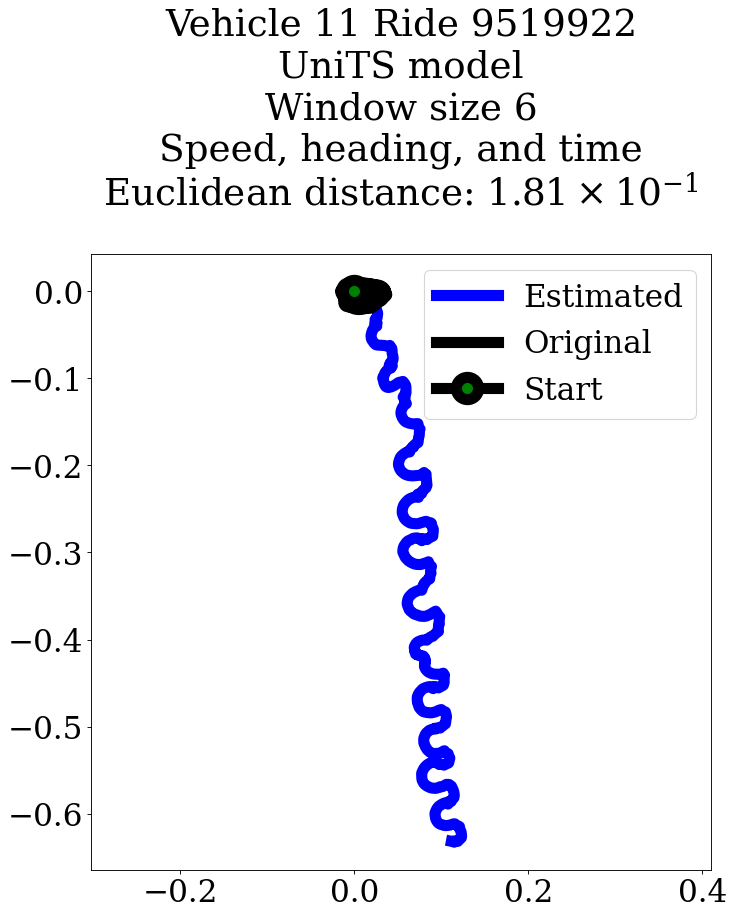 Vehicle 11 Ride 9519922
UniTS model
Window size 6
Speed, heading, and time
Euclidean distance: 1.81 × 10⁻¹
Estimated
Original
Start
0.0
−0.1
−0.2
−0.3
−0.4
−0.5
−0.6
−0.2
0.0
0.2
0.4